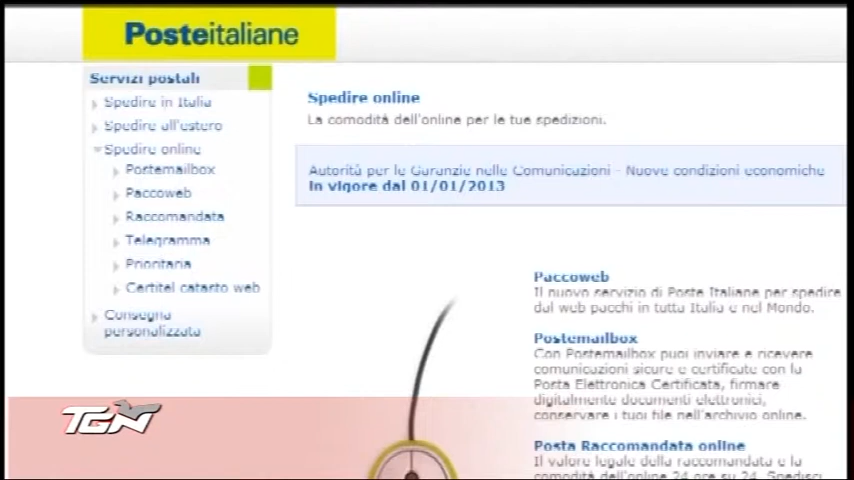 Posteitaliane
Servizi postali
Spedire in Italia
Spedire all'estero
Spedire online
Postemailbox
Paccoweb
Raccomandata
Telegramma
Prioritaria
Certitel catasto web
Consegna
personalizzata
Spedire online
La comodità dell'online per le tue spedizioni.
Autorità per le Garanzie nelle Comunicazioni - Nuove condizioni economiche
in vigore dal 01/01/2013
Paccoweb
Il nuovo servizio di Poste Italiane per spedire
dal web pacchi in tutta Italia e nel Mondo.
Postemailbox
Con Postemailbox puoi inviare e ricevere
comunicazioni sicure e certificate con la
Posta Elettronica Certificata, firmare
digitalmente documenti elettronici,
conservare i tuoi file nell'archivio online.
Posta Raccomandata online
Il valore legale della raccomandata e la
comodità dell'online 24 ore su 24. Spedisci
TGN